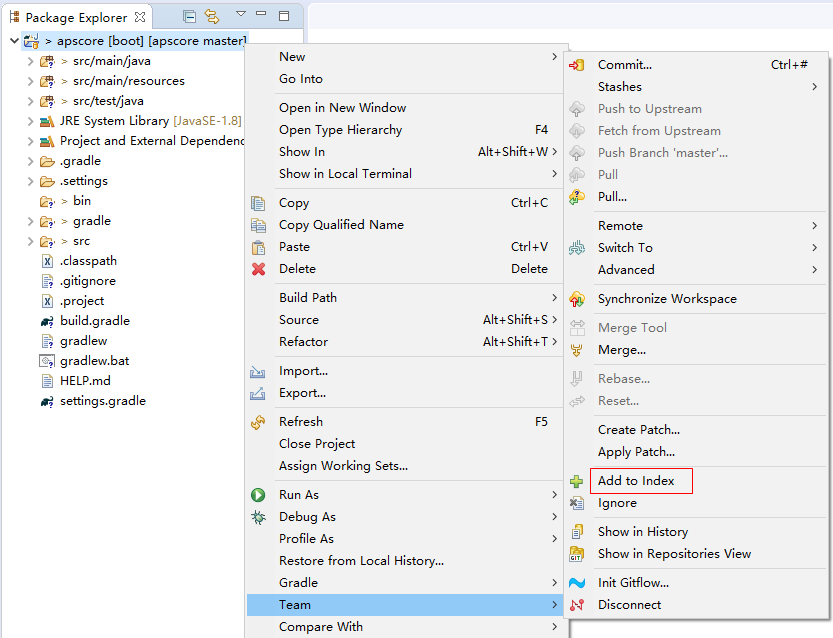 Package Explorer
> apscore [boot] [apscore master]
> src/main/java
> src/main/resources
> src/test/java
JRE System Library [JavaSE-1.8]
Project and External Dependenc
.gradle
.settings
> bin
> gradle
> src
.classpath
.gitignore
.project
build.gradle
gradlew
gradlew.bat
HELP.md
settings.gradle
New
Go Into
Open in New Window
Open Type Hierarchy F4
Show In Alt+Shift+W
Show in Local Terminal
Copy Ctrl+C
Copy Qualified Name
Paste Ctrl+V
Delete Delete
Build Path
Source Alt+Shift+S
Refactor Alt+Shift+T
Import...
Export...
Refresh F5
Close Project
Assign Working Sets...
Run As
Debug As
Profile As
Restore from Local History...
Gradle
Team
Compare With
Commit... Ctrl+#
Stashes
Push to Upstream
Fetch from Upstream
Push Branch 'master'...
Pull
Pull...
Remote
Switch To
Advanced
Synchronize Workspace
Merge Tool
Merge...
Rebase...
Reset...
Create Patch...
Apply Patch...
Add to Index
Ignore
Show in History
Show in Repositories View
Init Gitflow...
Disconnect